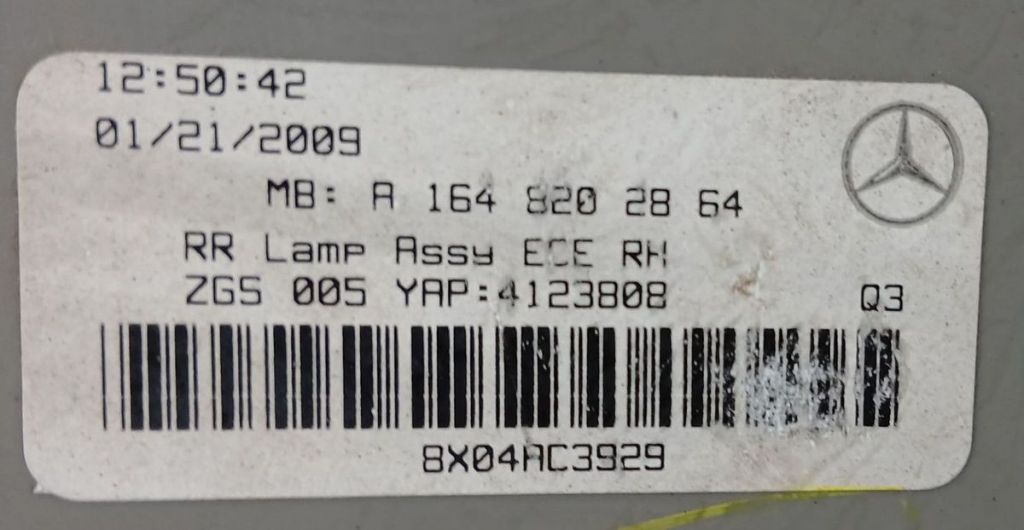 12:50:42
01/21/2009
MB: A 164 820 28 64
RR Lamp Assy ECE RH
ZGS 005 YAP:4123808 Q3
8X04AC3929